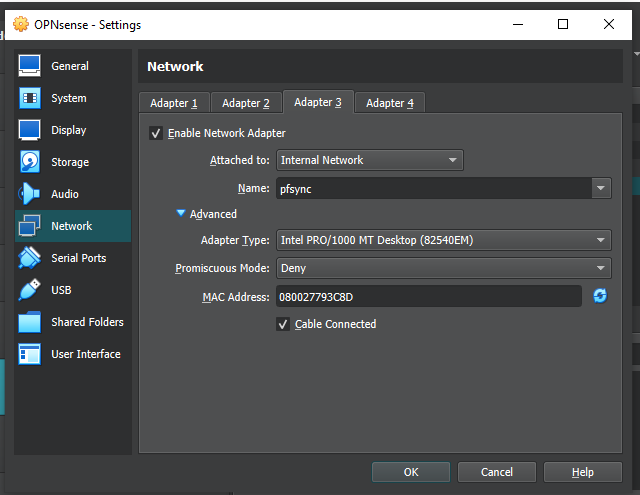 OPNsense - Settings
General
System
Display
Storage
Audio
Network
Serial Ports
USB
Shared Folders
User Interface
Network
Adapter 1 Adapter 2 Adapter 3 Adapter 4
Enable Network Adapter
Attached to: Internal Network
Name: pfsync
Advanced
Adapter Type: Intel PRO/1000 MT Desktop (82540EM)
Promiscuous Mode: Deny
MAC Address: 080027793C8D
Cable Connected
OK Cancel Help